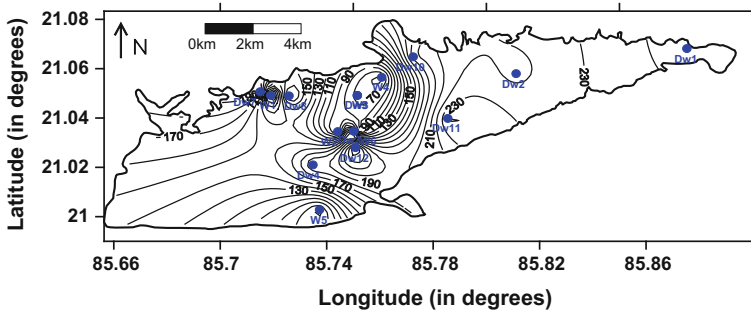 21.08
21.06
21.04
21.02
21
N
0km 2km 4km
Dw10
Dw1
150
130
110
90
70
W4
150
Dw2
230
Dw8
230
Dw11
130
210
170
Dw12
Dw4
130
150
170
190
W5
85.66 85.7 85.74 85.78 85.82 85.86
Latitude (in degrees)
Longitude (in degrees)